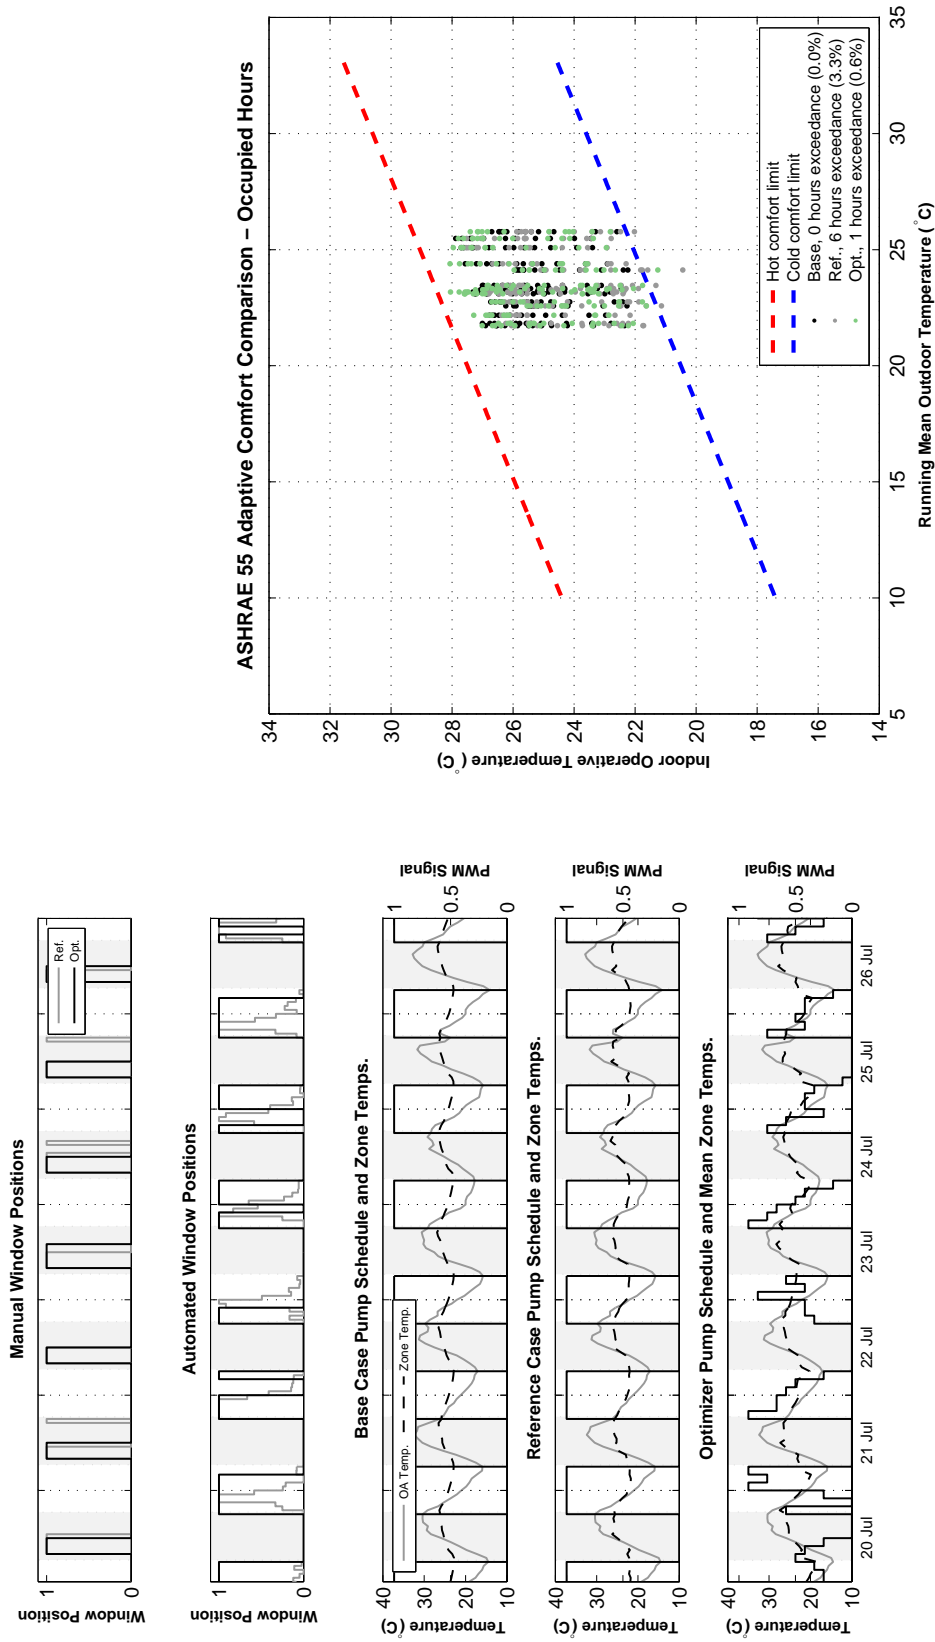 Manual Window Positions
1
0
Window Position
Ref.
Opt.
Automated Window Positions
1
0
Window Position
Base Case Pump Schedule and Zone Temps.
40
30
20
10
Temperature (°C)
1
0.5
0
PWM Signal
OA Temp.
Zone Temp.
Reference Case Pump Schedule and Zone Temps.
40
30
20
10
Temperature (°C)
1
0.5
0
PWM Signal
Optimizer Pump Schedule and Mean Zone Temps.
40
30
20
10
Temperature (°C)
1
0.5
0
PWM Signal
20 Jul
21 Jul
22 Jul
23 Jul
24 Jul
25 Jul
26 Jul
ASHRAE 55 Adaptive Comfort Comparison – Occupied Hours
34
32
30
28
26
24
22
20
18
16
14
Indoor Operative Temperature (°C)
5
10
15
20
25
30
35
Running Mean Outdoor Temperature (°C)
Hot comfort limit
Cold comfort limit
Base, 0 hours exceedance (0.0%)
Ref., 6 hours exceedance (3.3%)
Opt., 1 hours exceedance (0.6%)